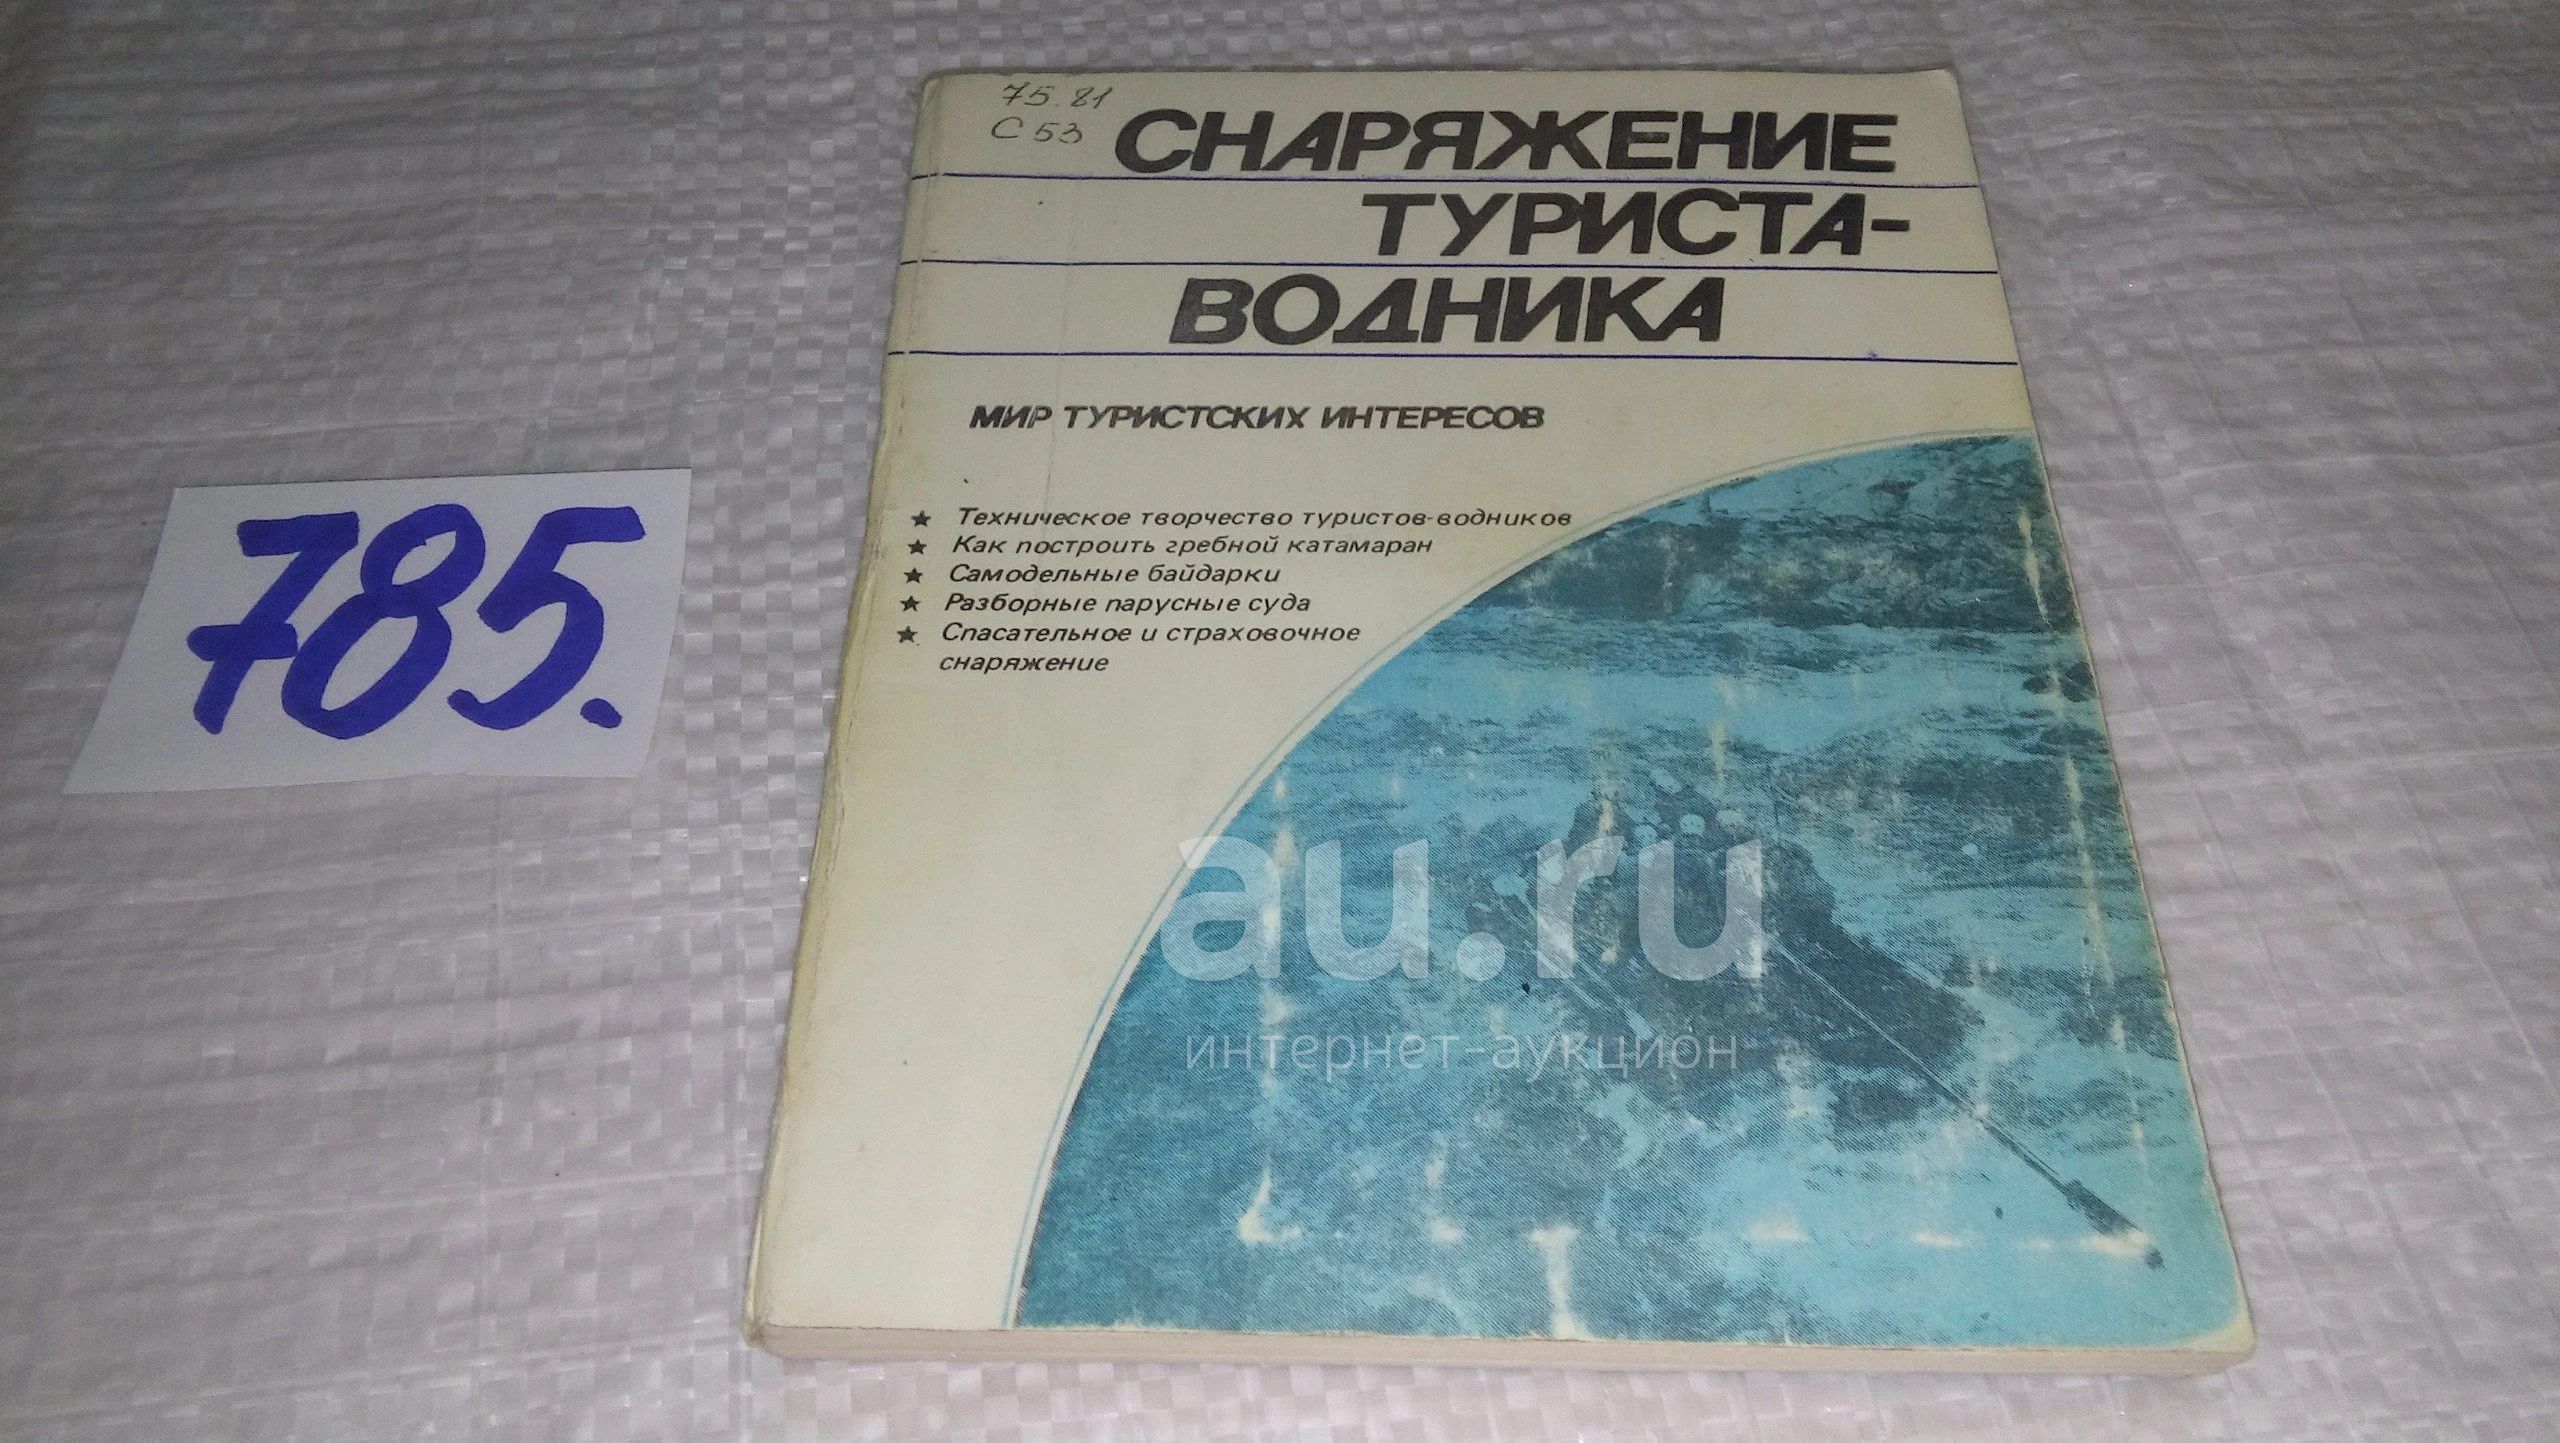 785.
75.81
С 53
СНАРЯЖЕНИЕ
ТУРИСТА-
ВОДНИКА
МИР ТУРИСТСКИХ ИНТЕРЕСОВ
★ Техническое творчество туристов-водников
★ Как построить гребной катамаран
★ Самодельные байдарки
★ Разборные парусные суда
★ Спасательное и страховочное
снаряжение
au.ru
интернет-аукцион